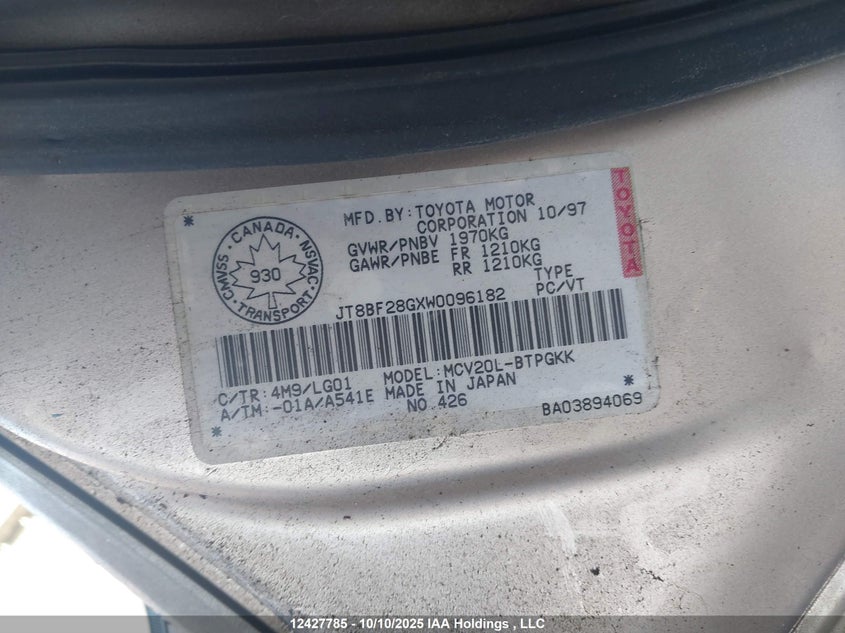 MFD.BY:TOYOTA MOTOR
CORPORATION 10/97
GVWR/PNBV 1970KG
GAWR/PNBE FR 1210KG
RR 1210KG
TYPE
PC/VT
TOYOTA
CANADA
CMVSS
NSVAC
930
TRANSPORT
JT8BF28GXW0096182
C/TR:4M9/LG01 MODEL:MCV20L-BTPGKK
A/TM:-01A/A541E MADE IN JAPAN
NO.426
BA03894069
12427785 - 10/10/2025 IAA Holdings , LLC